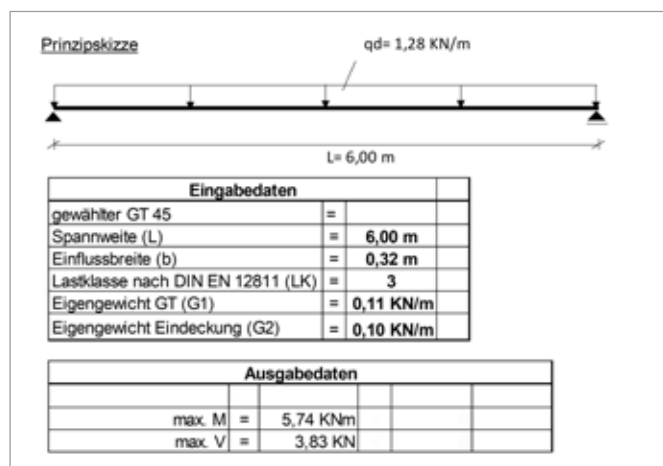 Prinzipskizze
qd= 1,28 KN/m
L= 6,00 m
Eingabedaten
gewählter GT 45 =
Spannweite (L) = 6,00 m
Einflussbreite (b) = 0,32 m
Lastklasse nach DIN EN 12811 (LK) = 3
Eigengewicht GT (G1) = 0,11 KN/m
Eigengewicht Eindeckung (G2) = 0,10 KN/m
Ausgabedaten
max. M = 5,74 KNm
max. V = 3,83 KN